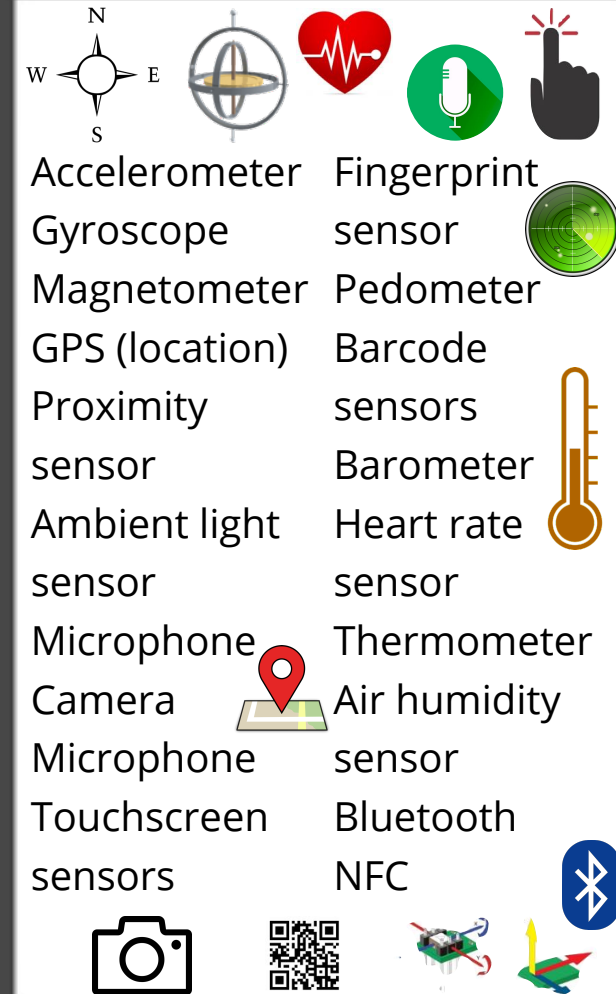 N
W E
S
Accelerometer
Gyroscope
Magnetometer
GPS (location)
Proximity
sensor
Ambient light
sensor
Microphone
Camera
Microphone
Touchscreen
sensors
Fingerprint
sensor
Pedometer
Barcode
sensors
Barometer
Heart rate
sensor
Thermometer
Air humidity
sensor
Bluetooth
NFC